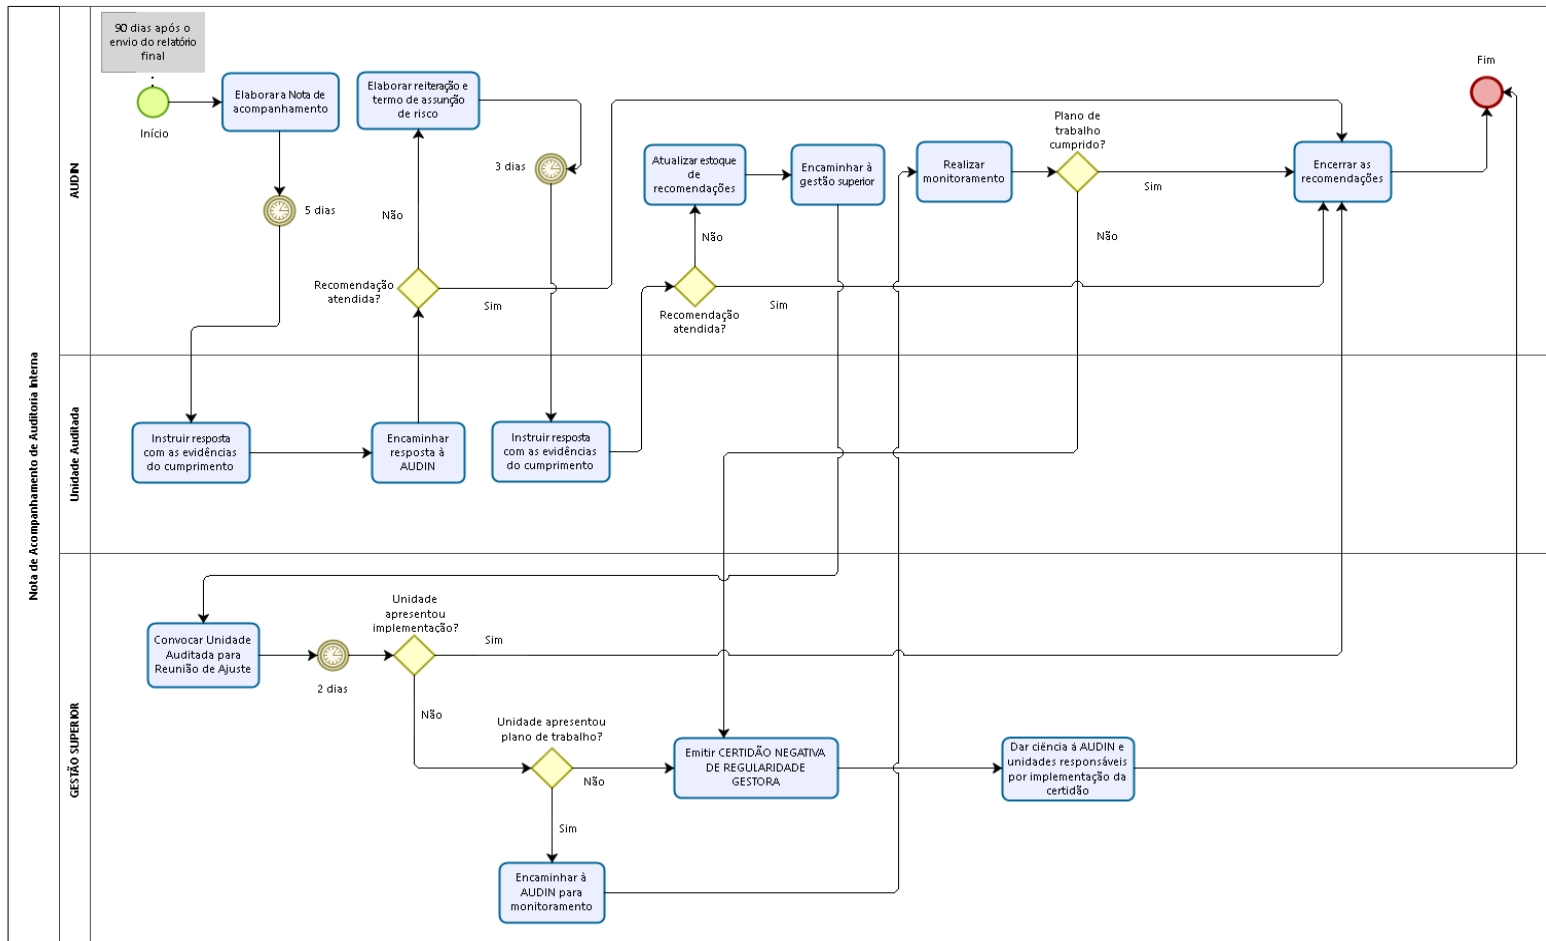 Nota de Acompanhamento de Auditoria Interna
AUDIN
90 dias após o
envio do relatório
final
Início
Elaborar a Nota de
acompanhamento
5 dias
Elaborar reiteração e
termo de assunção
de risco
3 dias
Não
Recomendação
atendida?
Sim
Atualizar estoque
de
recomendações
Encaminhar à
gestão superior
Não
Recomendação
atendida?
Sim
Realizar
monitoramento
Plano de
trabalho
cumprido?
Sim
Não
Encerrar as
recomendações
Fim
Unidade Auditada
Instruir resposta
com as evidências
do cumprimento
Encaminhar
resposta à
AUDIN
Instruir resposta
com as evidências
do cumprimento
GESTÃO SUPERIOR
Convocar Unidade
Auditada para
Reunião de Ajuste
2 dias
Unidade
apresentou
implementação?
Sim
Não
Unidade apresentou
plano de trabalho?
Não
Sim
Emitir CERTIDÃO NEGATIVA
DE REGULARIDADE
GESTORA
Dar ciência á AUDIN e
unidades responsáveis
por implementação da
certidão
Encaminhar à
AUDIN para
monitoramento